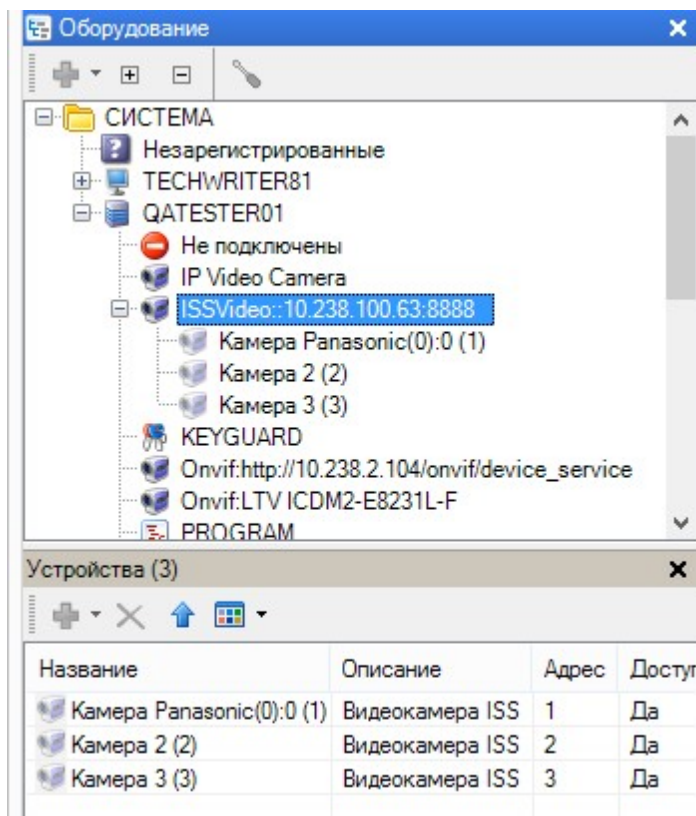 Оборудование
СИСТЕМА
Незарегистрированные
TECHWRITER81
QATESTER01
Не подключены
IP Video Camera
ISSVideo::10.238.100.63:8888
Камера Panasonic(0):0 (1)
Камера 2 (2)
Камера 3 (3)
KEYGUARD
Onvif:http://10.238.2.104/onvif/device_service
Onvif:LTV ICDM2-E8231L-F
PROGRAM
Устройства (3)
Название Описание Адрес Доступ
Камера Panasonic(0):0 (1) Видеокамера ISS 1 Да
Камера 2 (2) Видеокамера ISS 2 Да
Камера 3 (3) Видеокамера ISS 3 Да